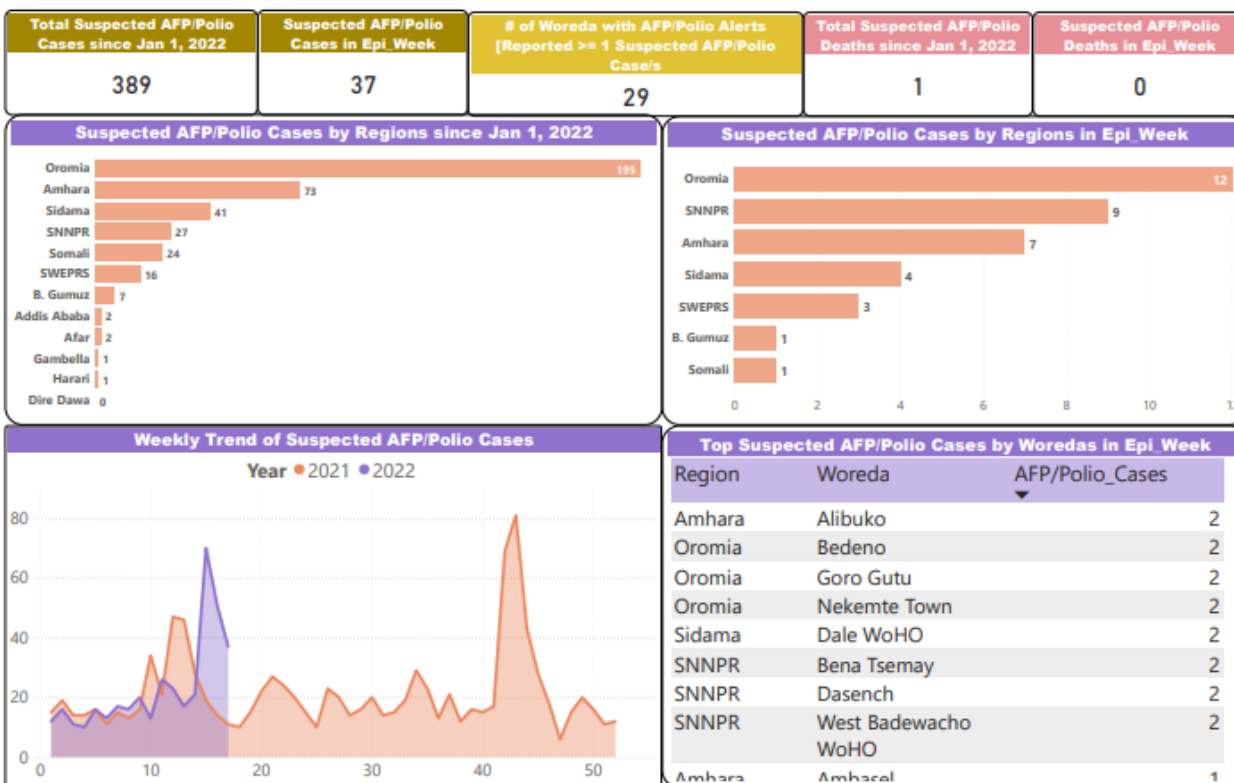 Total Suspected AFP/Polio
Cases since Jan 1, 2022
389
Suspected AFP/Polio
Cases in Epi_Week
37
# of Woreda with AFP/Polio Alerts
[Reported >= 1 Suspected AFP/Polio
Case/s
29
Total Suspected AFP/Polio
Deaths since Jan 1, 2022
1
Suspected AFP/Polio
Deaths in Epi_Week
0
Suspected AFP/Polio Cases by Regions since Jan 1, 2022
Oromia 195
Amhara 73
Sidama 41
SNNPR 27
Somali 24
SWEPRS 16
B. Gumuz 7
Addis Ababa 2
Afar 2
Gambella 1
Harari 1
Dire Dawa 0
Suspected AFP/Polio Cases by Regions in Epi_Week
Oromia 12
SNNPR 9
Amhara 7
Sidama 4
SWEPRS 3
B. Gumuz 1
Somali 1
0 2 4 6 8 10 12
Weekly Trend of Suspected AFP/Polio Cases
Year 2021 2022
80
60
40
20
0
0 10 20 30 40 50
Top Suspected AFP/Polio Cases by Woredas in Epi_Week
Region Woreda AFP/Polio_Cases
Amhara Alibuko 2
Oromia Bedeno 2
Oromia Goro Gutu 2
Oromia Nekemte Town 2
Sidama Dale WoHO 2
SNNPR Bena Tsemay 2
SNNPR Dasench 2
SNNPR West Badewacho 2
WoHO
Amhara Ambasel 1